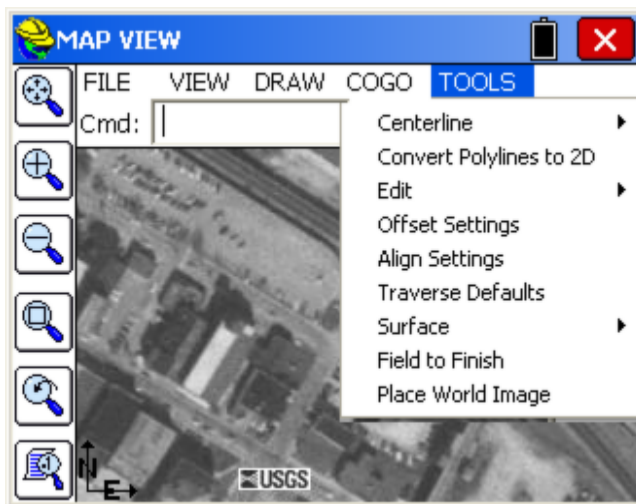 MAP VIEW
FILE VIEW DRAW COGO TOOLS
Cmd:
Centerline
Convert Polylines to 2D
Edit
Offset Settings
Align Settings
Traverse Defaults
Surface
Field to Finish
Place World Image
N
E
USGS